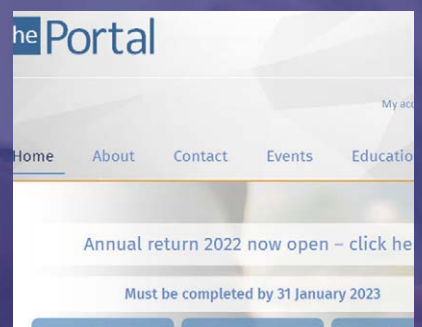 he Portal
My acc
Home About Contact Events Educatio
Annual return 2022 now open – click he
Must be completed by 31 January 2023